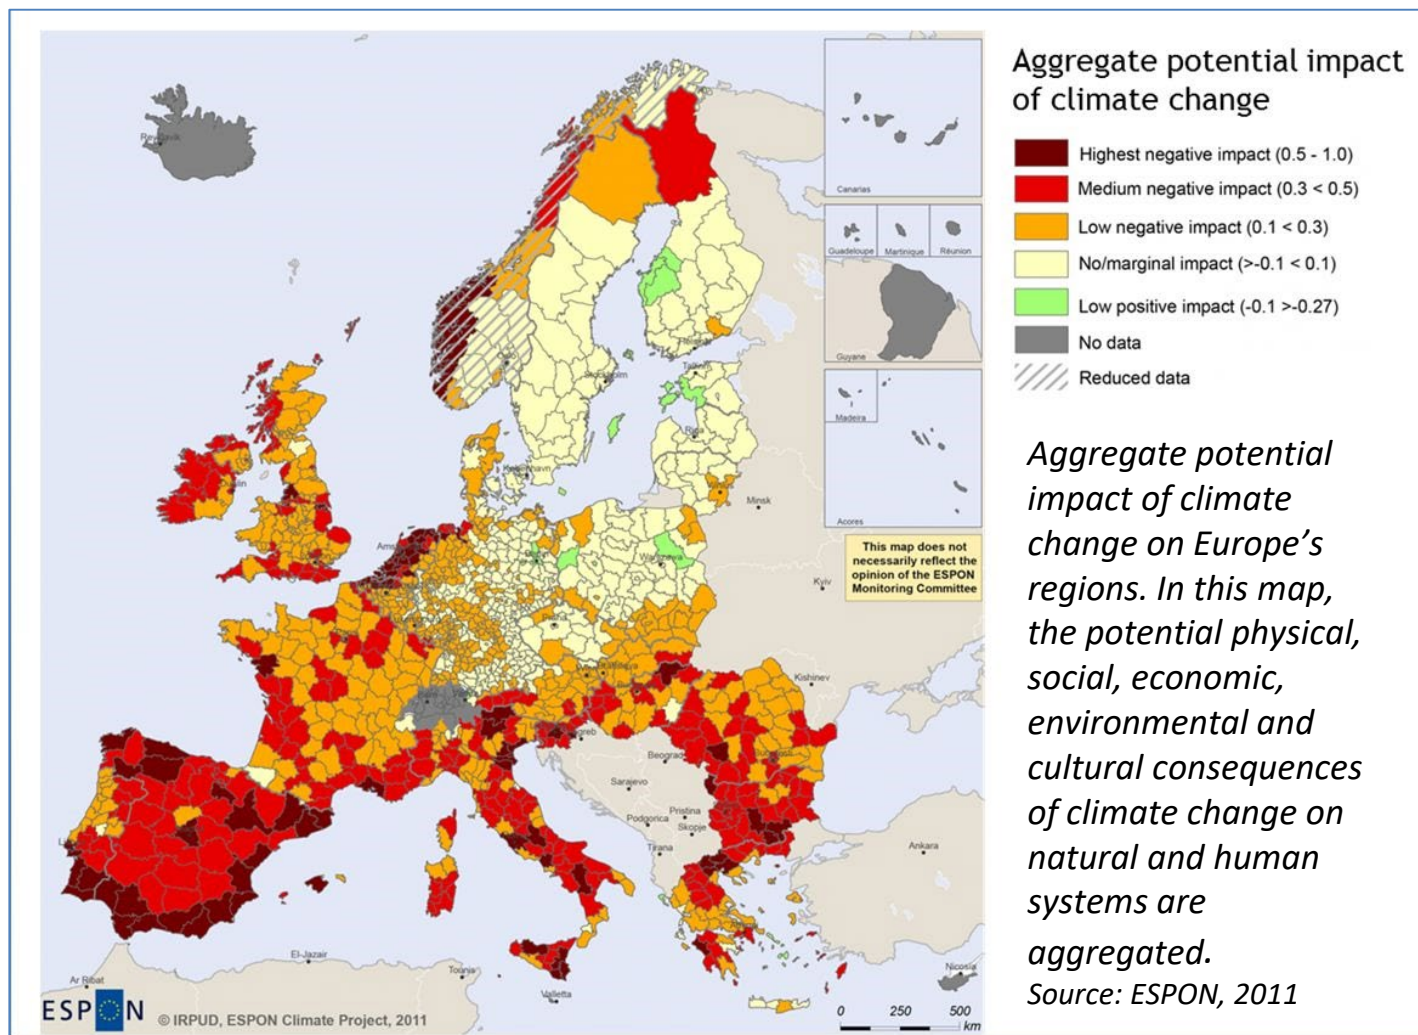 Aggregate potential impact
of climate change
Highest negative impact (0.5 - 1.0)
Medium negative impact (0.3 < 0.5)
Low negative impact (0.1 < 0.3)
No/marginal impact (>-0.1 < 0.1)
Low positive impact (-0.1 >-0.27)
No data
Reduced data
Aggregate potential
impact of climate
change on Europe’s
regions. In this map,
the potential physical,
social, economic,
environmental and
cultural consequences
of climate change on
natural and human
systems are
aggregated.
Source: ESPON, 2011
Canarias
Guadeloupe
Martinique
Réunion
Guyane
Madeira
Acores
This map does not
necessarily reflect the
opinion of the ESPON
Monitoring Committee
Reykjavik
Oslo
Stockholm
Helsinki
Tallinn
Riga
Vilnius
Minsk
København
Dublin
Warszawa
Kyiv
Kishinev
Zagreb
Beograd
Sarajevo
Podgorica
Pristina
Skopje
Tirana
Ankara
Nicosia
Valletta
Tounis
El-Jazair
Ar Ribat
0 250 500
km
ESPON
© IRPUD, ESPON Climate Project, 2011